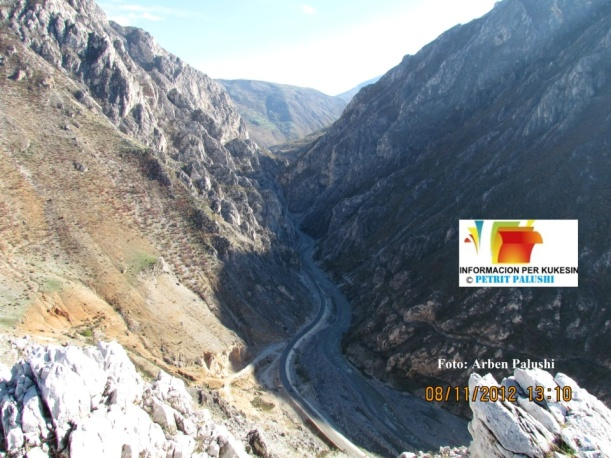 INFORMACION PER KUKESIN
© PETRIT PALUSHI
Foto: Arben Palushi
08/11/2012 13:10